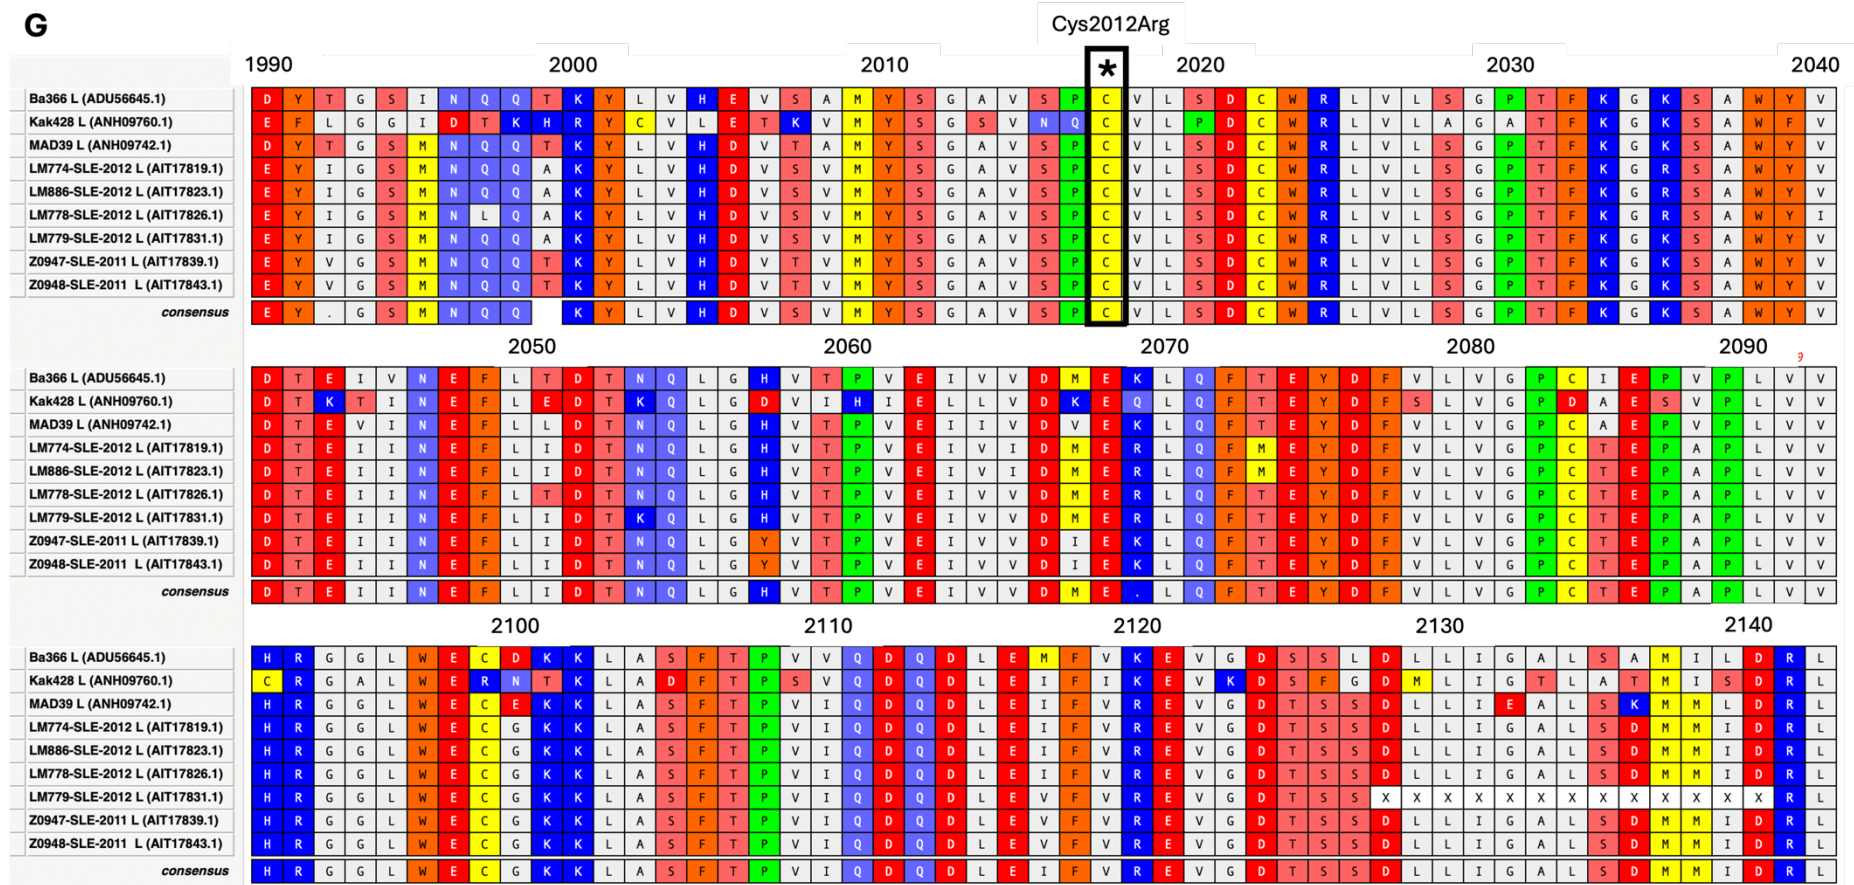 G
Cys2012Arg
1990 2000 2010 * 2020 2030 2040
Ba366 L (ADU56645.1) D Y T G S I N Q Q T K Y L V H E V S A M Y S G A V S P C V L S D C W R L V L S G P T F K G K S A W Y V
Kak428 L (ANH09760.1) E F L G G I D T K H R Y C V L E T K V M Y S G S V N Q C V L P D C W R L V L A G A T F K G K S A W F V
MAD39 L (ANH09742.1) D Y T G S M N Q Q T K Y L V H D V T A M Y S G A V S P C V L S D C W R L V L S G P T F K G K S A W Y V
LM774-SLE-2012 L (AIT17819.1) E Y I G S M N Q Q A K Y L V H D V S V M Y S G A V S P C V L S D C W R L V L S G P T F K G R S A W Y V
LM886-SLE-2012 L (AIT17823.1) E Y I G S M N Q Q A K Y L V H D V S V M Y S G A V S P C V L S D C W R L V L S G P T F K G R S A W Y V
LM778-SLE-2012 L (AIT17826.1) E Y I G S M N L Q A K Y L V H D V S V M Y S G A V S P C V L S D C W R L V L S G P T F K G R S A W Y I
LM779-SLE-2012 L (AIT17831.1) E Y I G S M N Q Q A K Y L V H D V S V M Y S G A V S P C V L S D C W R L V L S G P T F K G K S A W Y V
Z0947-SLE-2011 L (AIT17839.1) E Y V G S M N Q Q T K Y L V H D V T V M Y S G A V S P C V L S D C W R L V L S G P T F K G K S A W Y V
Z0948-SLE-2011 L (AIT17843.1) E Y V G S M N Q Q T K Y L V H D V T V M Y S G A V S P C V L S D C W R L V L S G P T F K G K S A W Y V
consensus E Y . G S M N Q Q K Y L V H D V S V M Y S G A V S P C V L S D C W R L V L S G P T F K G K S A W Y V
2050 2060 2070 2080 2090
Ba366 L (ADU56645.1) D T E I V N E F L T D T N Q L G H V T P V E I V V D M E K L Q F T E Y D F V L V G P C I E P V P L V V
Kak428 L (ANH09760.1) D T K T I N E F L E D T K Q L G D V I H I E L L V D K E Q L Q F T E Y D F S L V G P D A E S V P L V V
MAD39 L (ANH09742.1) D T E V I N E F L L D T N Q L G H V T P V E I I V D V E K L Q F T E Y D F V L V G P C A E P V P L V V
LM774-SLE-2012 L (AIT17819.1) D T E I I N E F L I D T N Q L G H V T P V E I V I D M E R L Q F M E Y D F V L V G P C T E P A P L V V
LM886-SLE-2012 L (AIT17823.1) D T E I I N E F L I D T N Q L G H V T P V E I V I D M E R L Q F M E Y D F V L V G P C T E P A P L V V
LM778-SLE-2012 L (AIT17826.1) D T E I I N E F L T D T N Q L G H V T P V E I V V D M E R L Q F T E Y D F V L V G P C T E P A P L V V
LM779-SLE-2012 L (AIT17831.1) D T E I I N E F L I D T K Q L G H V T P V E I V V D M E R L Q F T E Y D F V L V G P C T E P A P L V V
Z0947-SLE-2011 L (AIT17839.1) D T E I I N E F L I D T N Q L G Y V T P V E I V V D I E K L Q F T E Y D F V L V G P C T E P A P L V V
Z0948-SLE-2011 L (AIT17843.1) D T E I I N E F L I D T N Q L G Y V T P V E I V V D I E K L Q F T E Y D F V L V G P C T E P A P L V V
consensus D T E I I N E F L I D T N Q L G H V T P V E I V V D M E . L Q F T E Y D F V L V G P C T E P A P L V V
2100 2110 2120 2130 2140
Ba366 L (ADU56645.1) H R G G L W E C D K K L A S F T P V V Q D Q D L E M F V K E V G D S S L D L L I G A L S A M I L D R L
Kak428 L (ANH09760.1) C R G A L W E R N T K L A D F T P S V Q D Q D L E I F I K E V K D S F G D M L I G T L A T M I S D R L
MAD39 L (ANH09742.1) H R G G L W E C E K K L A S F T P V I Q D Q D L E I F V R E V G D T S S D L L I E A L S K M M L D R L
LM774-SLE-2012 L (AIT17819.1) H R G G L W E C G K K L A S F T P V I Q D Q D L E I F V R E V G D T S S D L L I G A L S D M M I D R L
LM886-SLE-2012 L (AIT17823.1) H R G G L W E C G K K L A S F T P V I Q D Q D L E I F V R E V G D T S S D L L I G A L S D M M I D R L
LM778-SLE-2012 L (AIT17826.1) H R G G L W E C G K K L A S F T P V I Q D Q D L E I F V R E V G D T S S D L L I G A L S D M M I D R L
LM779-SLE-2012 L (AIT17831.1) H R G G L W E C G K K L A S F T P V I Q D Q D L E V F V R E V G D T S S X X X X X X X X X X X X X R L
Z0947-SLE-2011 L (AIT17839.1) H R G G L W E C G K K L A S F T P V I Q D Q D L E V F V R E V G D T S S D L L I G A L S D M M I D R L
Z0948-SLE-2011 L (AIT17843.1) H R G G L W E C G K K L A S F T P V I Q D Q D L E V F V R E V G D T S S D L L I G A L S D M M I D R L
consensus H R G G L W E C G K K L A S F T P V I Q D Q D L E I F V R E V G D T S S D L L I G A L S D M M I D R L